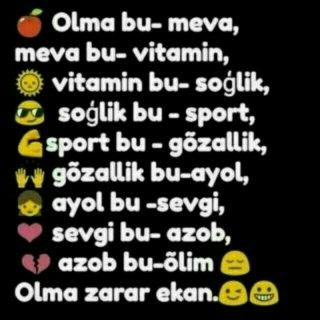 🍎 Olma bu- meva,
meva bu- vitamin,
🌞 vitamin bu- soģlik,
😎 soģlik bu - sport,
💪sport bu - gõzallik,
🙌 gõzallik bu-ayol,
👧 ayol bu -sevgi,
❤ sevgi bu- azob,
💔 azob bu-õlim 😔
Olma zarar ekan.😉😀